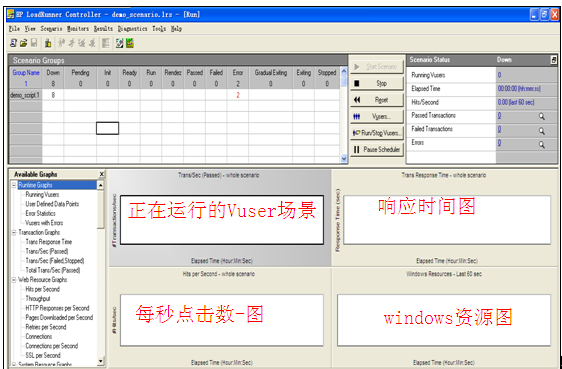 HP LoadRunner Controller - demo_scenario.lrs - [Run]
File View Scenario Monitors Results Diagnostics Tools Help
Scenario Groups
Group Name Down Pending Init Ready Run Rendez Passed Failed Error Gradual Exiting Exiting Stopped
1 8 0 0 0 0 0 0 0 2 0 0 0
demo_script.1 8 2
Start Scenario
Stop
Reset
Vusers...
Run/Stop Vusers...
Pause Scheduler
Scenario Status Down
Running Vusers 0
Elapsed Time 00:00:00 (hh:mm:ss)
Hits/Second 0.00 (last 60 sec)
Passed Transactions 0
Failed Transactions 0
Errors 0
Available Graphs X
Runtime Graphs
Running Vusers
User Defined Data Points
Error Statistics
Vusers with Errors
Transaction Graphs
Trans Response Time
Trans/Sec (Passed)
Trans/Sec (Failed,Stopped)
Total Trans/Sec (Passed)
Web Resource Graphs
Hits per Second
Throughput
HTTP Responses per Second
Pages Downloaded per Second
Retries per Second
Connections
Connections per Second
SSL per Second
System Resource Graphs
Trans/Sec (Passed) - whole scenario
#Transactions/sec
正在运行的Vuser场景
Elapsed Time (Hour:Min:Sec)
Trans Response Time - whole scenario
Response Time (sec)
响应时间图
Elapsed Time (Hour:Min:Sec)
Hits per Second - whole scenario
#Hits/sec
每秒点击数-图
Elapsed Time (Hour:Min:Sec)
Windows Resources - Last 60 sec
windows资源图
Elapsed Time (Hour:Min:Sec)